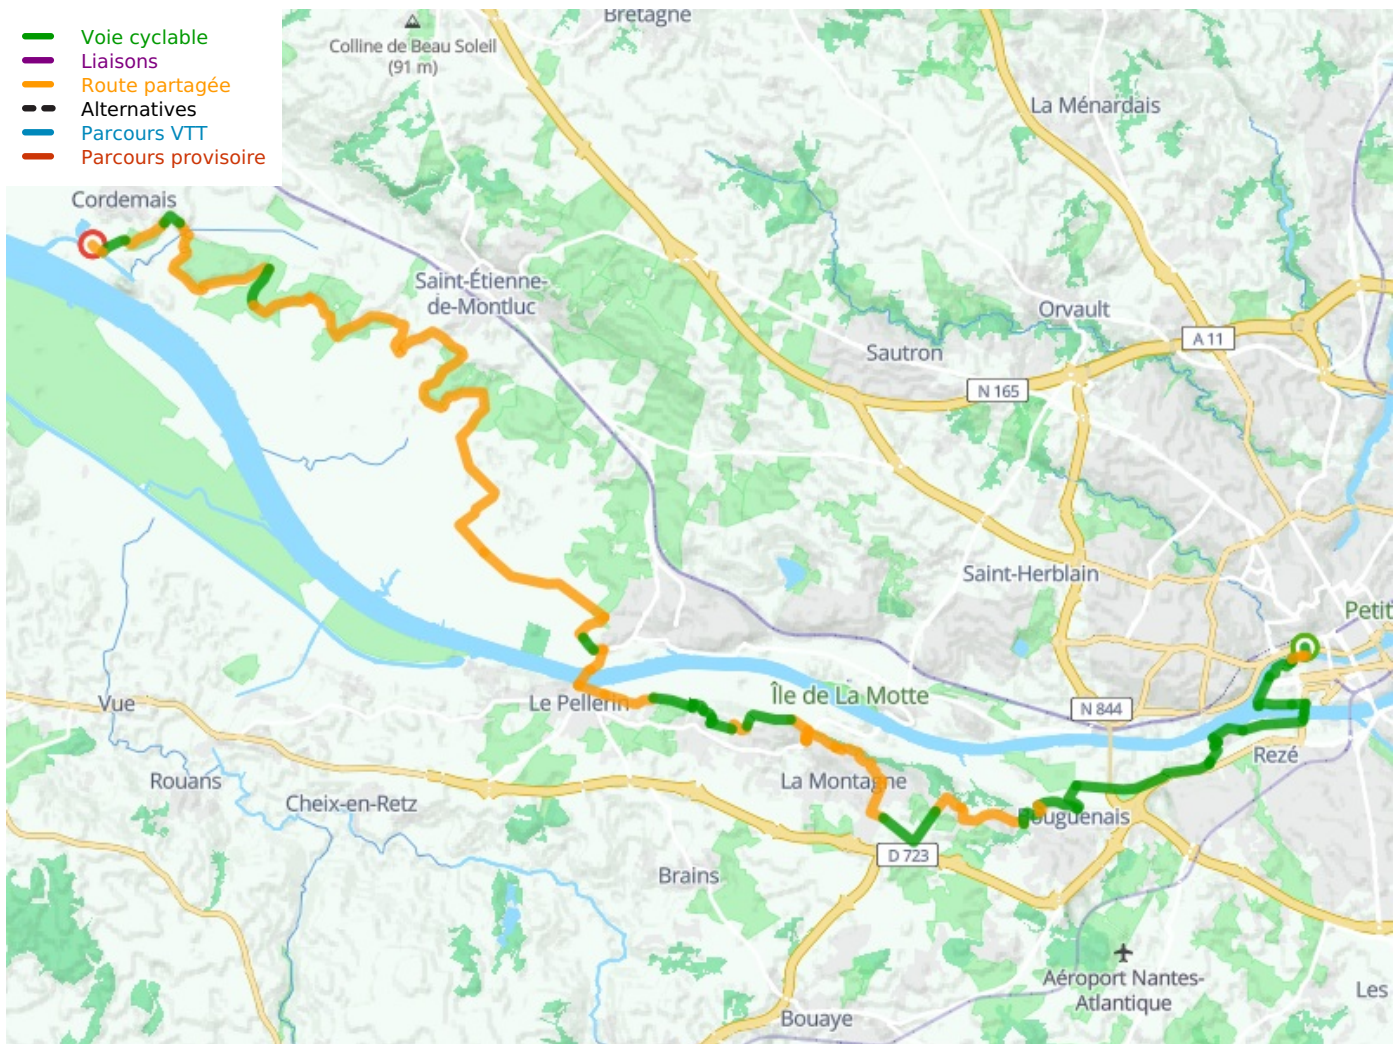 Voie cyclable
Liaisons
Route partagée
Alternatives
Parcours VTT
Parcours provisoire
Bretagne
Colline de Beau Soleil
(91 m)
La Ménardais
Cordemais
Saint-Étienne-
de-Montluc
Orvault
Sautron
A 11
N 165
Saint-Herblain
Petit
Le Pellerin
Île de La Motte
N 844
Vue
Rezé
Rouans
La Montagne
Cheix-en-Retz
Bouguenais
D 723
Brains
Aéroport Nantes-
Atlantique
Les
Bouaye